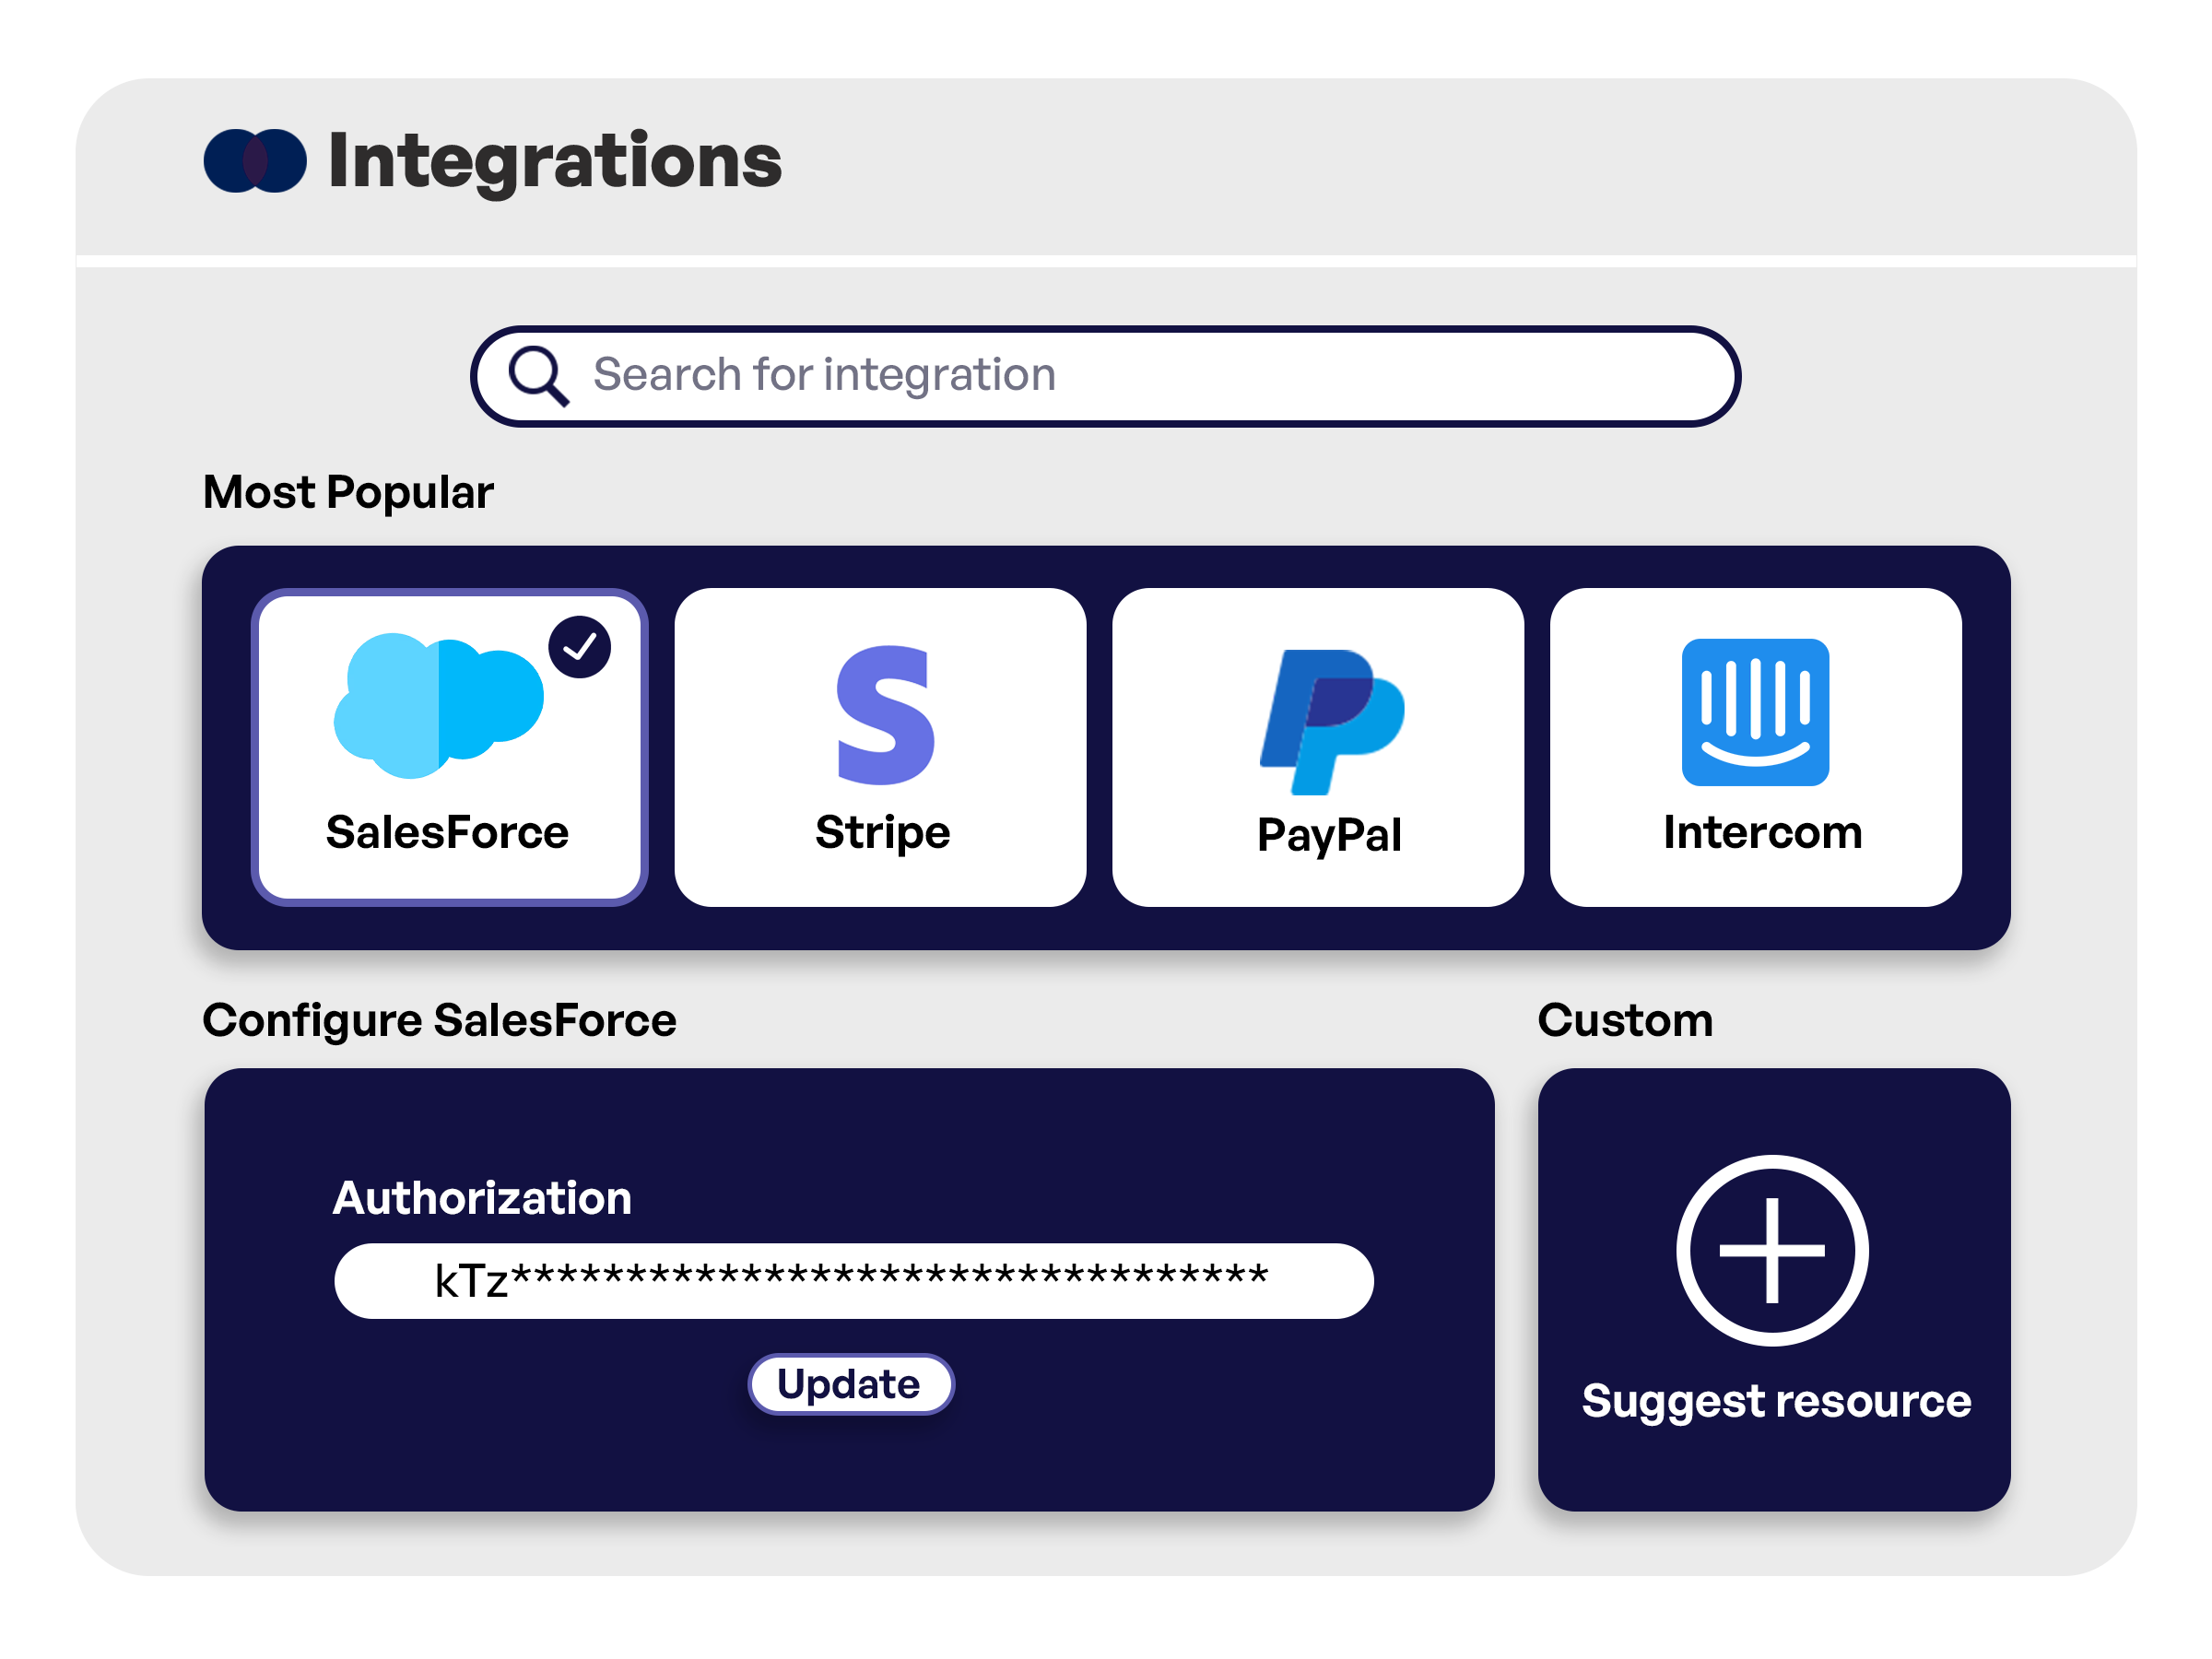 Integrations
Search for integration
Most Popular
SalesForce
Stripe
PayPal
Intercom
Configure SalesForce
Custom
Authorization
kTz*********************************
Update
Suggest resource